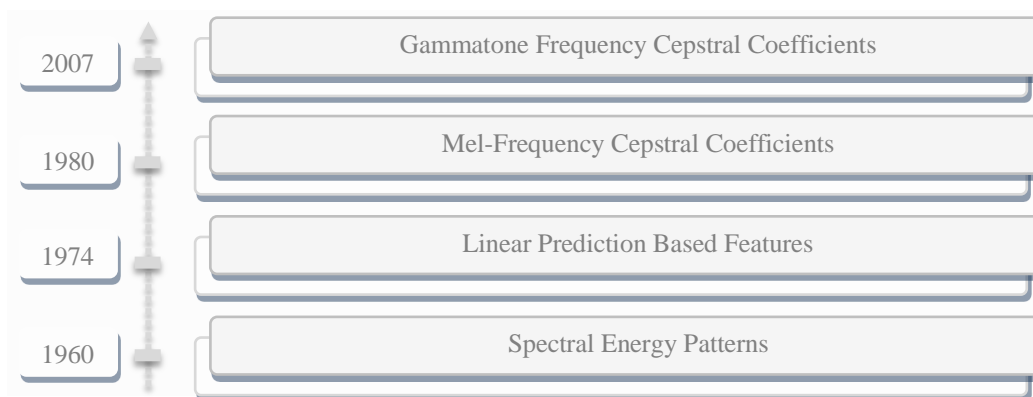 2007
Gammatone Frequency Cepstral Coefficients
1980
Mel-Frequency Cepstral Coefficients
1974
Linear Prediction Based Features
1960
Spectral Energy Patterns